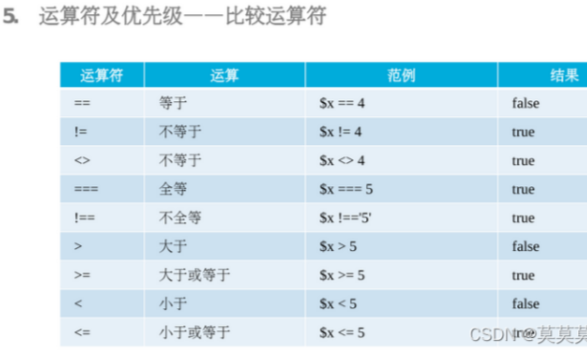 5. 运算符及优先级——比较运算符
运算符 运算 范例 结果
== 等于 $x == 4 false
!= 不等于 $x != 4 true
<> 不等于 $x <> 4 true
=== 全等 $x === 5 true
!== 不全等 $x !=='5' true
> 大于 $x > 5 false
>= 大于或等于 $x >= 5 true
< 小于 $x < 5 false
<= 小于或等于 $x <= 5 true
CSDN @莫莫莫